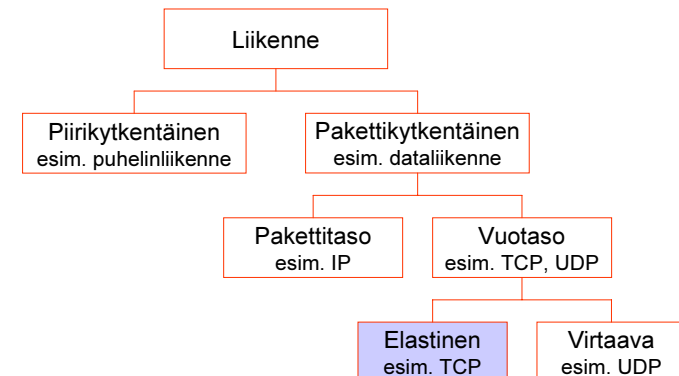 Liikenne
Piirikytkentäinen
esim. puhelinliikenne
Pakettikytkentäinen
esim. dataliikenne
Pakettitaso
esim. IP
Vuotaso
esim. TCP, UDP
Elastinen
esim. TCP
Virtaava
esim. UDP